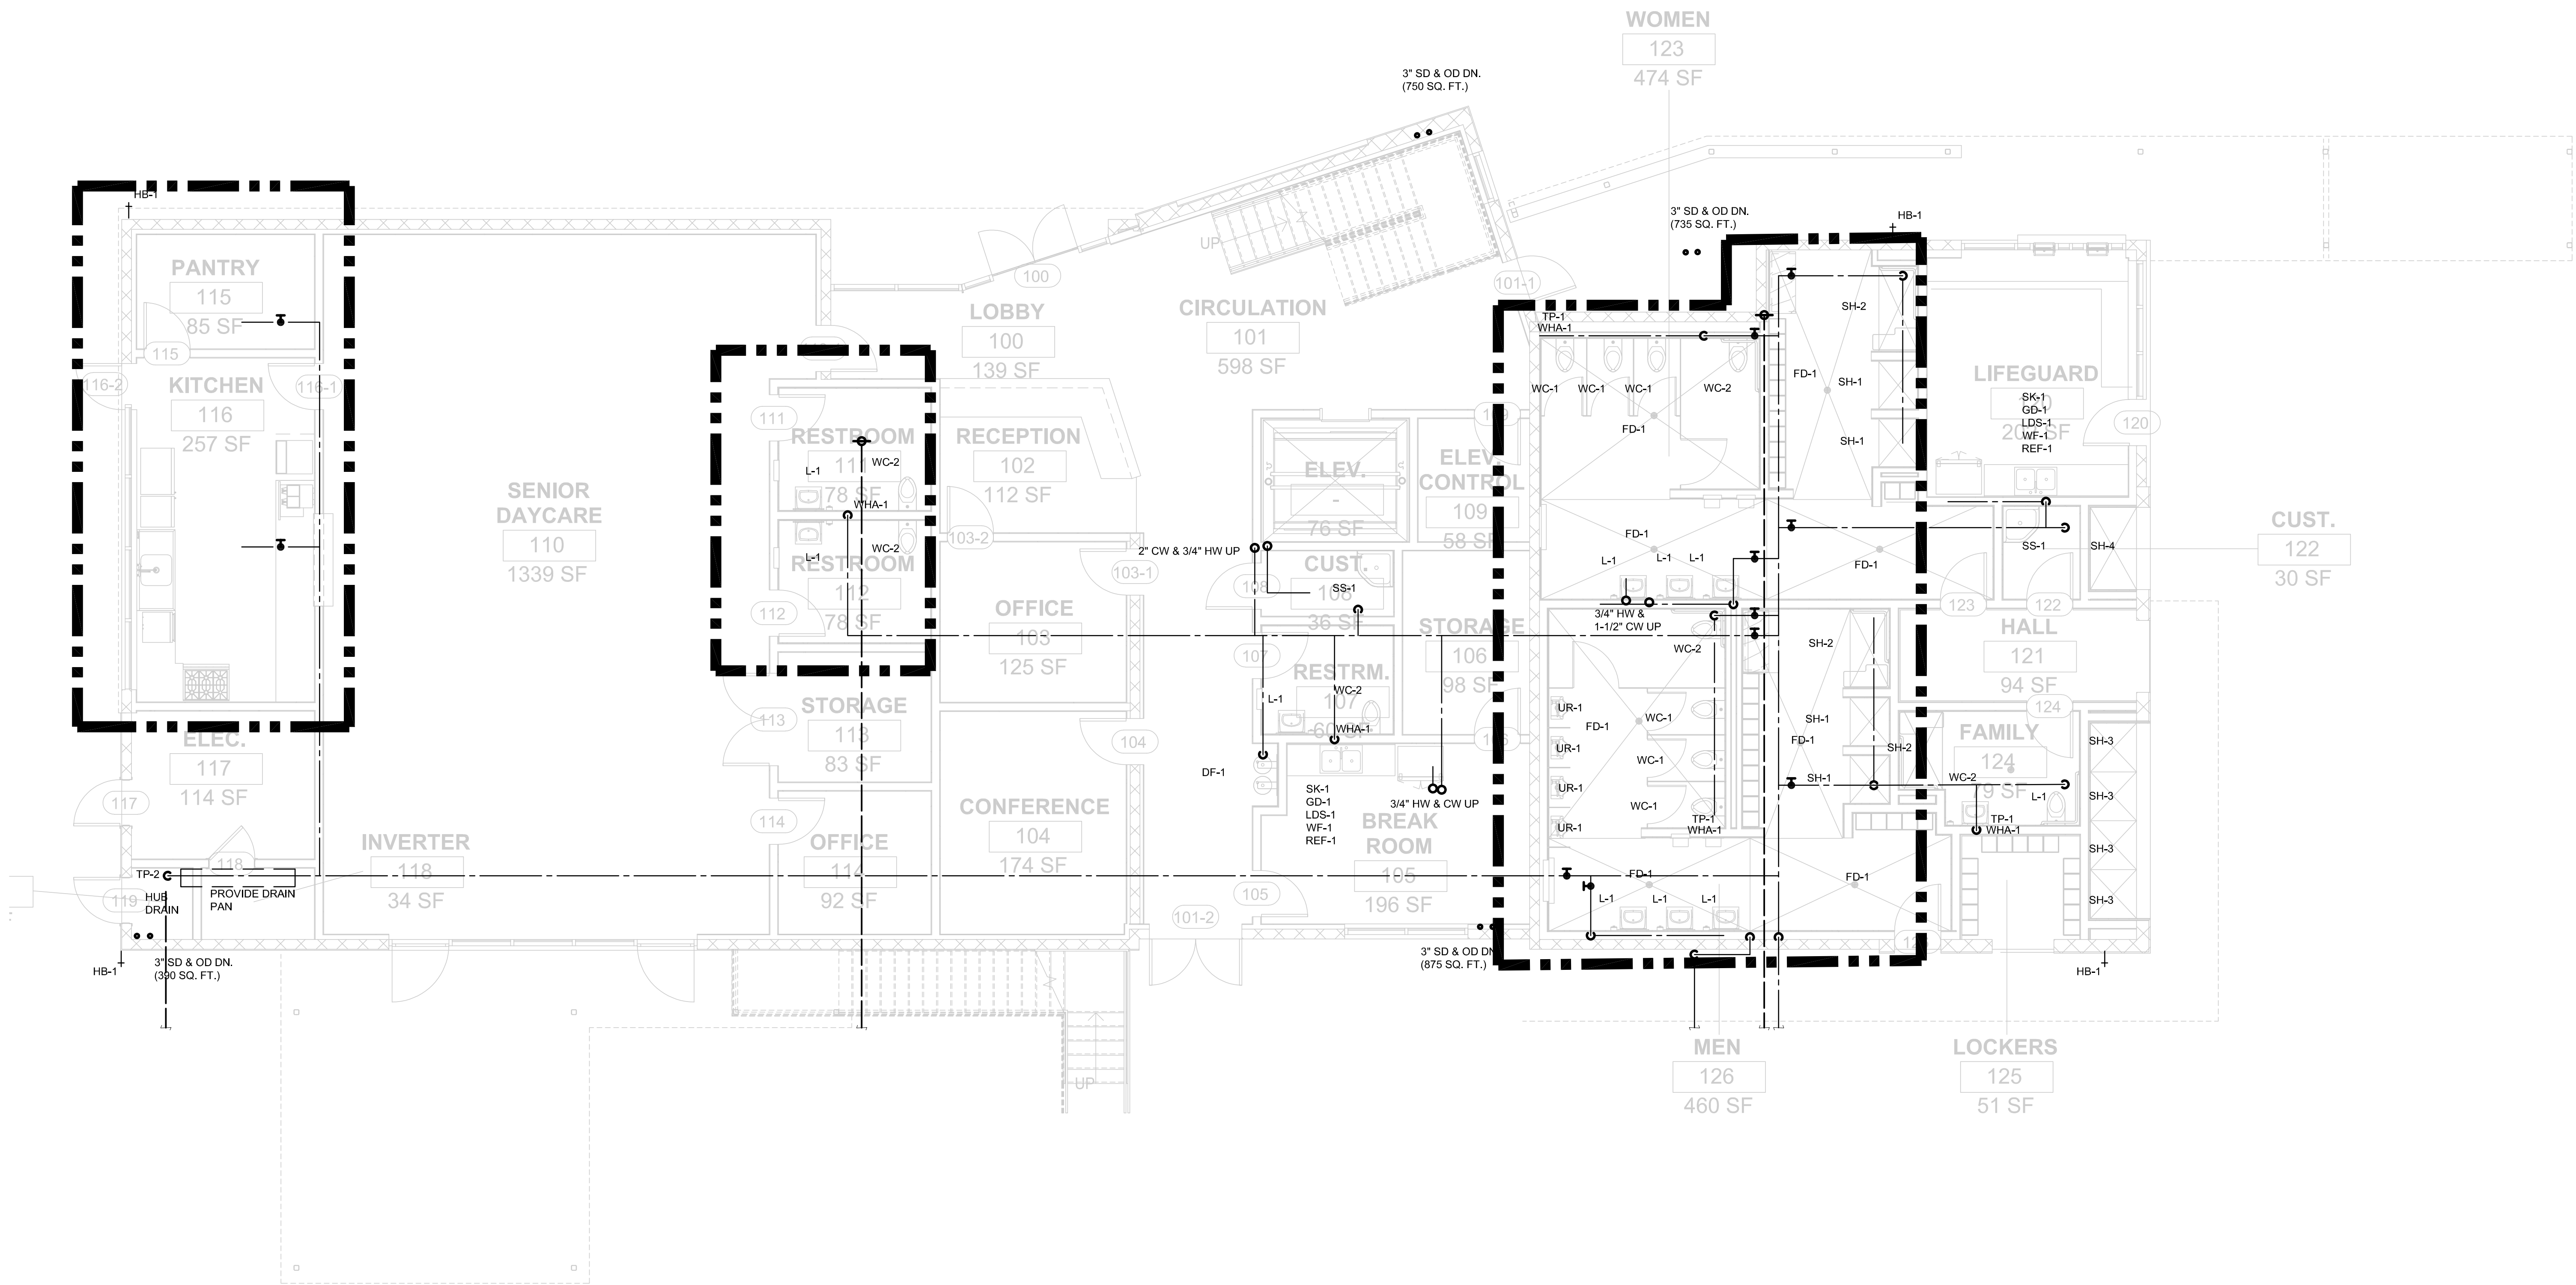 WOMEN
123
474 SF
3" SD & OD DN.
(750 SQ. FT.)
HB-1
3" SD & OD DN.
(735 SQ. FT.)
HB-1
UP
PANTRY
115
85 SF
115
100
LOBBY
100
139 SF
CIRCULATION
101
598 SF
101-1
TP-1
WHA-1
116-2
KITCHEN
116
257 SF
116-1
SENIOR
DAYCARE
110
1339 SF
111
RESTROOM
111
78 SF
L-1
WC-2
WHA-1
L-1
WC-2
RESTROOM
112
78 SF
112
RECEPTION
102
112 SF
103-2
103-1
OFFICE
103
125 SF
ELEV.
-
76 SF
ELEV.
CONTROL
109
58 SF
109
2" CW & 3/4" HW UP
CUST.
108
36 SF
108
SS-1
WC-1
WC-1
WC-1
WC-2
FD-1
FD-1
SH-2
SH-1
SH-1
LIFEGUARD
120
SK-1
GD-1
LDS-1
WF-1
REF-1
120
FD-1
L-1
L-1
L-1
FD-1
SS-1
SH-4
CUST.
122
30 SF
123
122
3/4" HW &
1-1/2" CW UP
HALL
121
94 SF
124
STORAGE
106
98 SF
106
107
RESTRM.
107
60 SF
L-1
WC-2
WHA-1
WC-2
SH-2
UR-1
FD-1
WC-1
SH-1
FD-1
SH-2
UR-1
WC-1
UR-1
WC-1
SH-1
UR-1
TP-1
WHA-1
FAMILY
124
79 SF
WC-2
L-1
TP-1
WHA-1
SH-3
SH-3
SH-3
SH-3
ELEC.
117
114 SF
117
113
STORAGE
113
83 SF
104
CONFERENCE
104
174 SF
DF-1
SK-1
GD-1
LDS-1
WF-1
REF-1
3/4" HW & CW UP
BREAK
ROOM
105
196 SF
105
114
OFFICE
114
92 SF
INVERTER
118
34 SF
118
TP-2
HUB
DRAIN
PROVIDE DRAIN
PAN
119
101-2
FD-1
FD-1
L-1
L-1
L-1
HB-1
3" SD & OD DN.
(390 SQ. FT.)
3" SD & OD DN.
(875 SQ. FT.)
HB-1
UP
MEN
126
460 SF
LOCKERS
125
51 SF